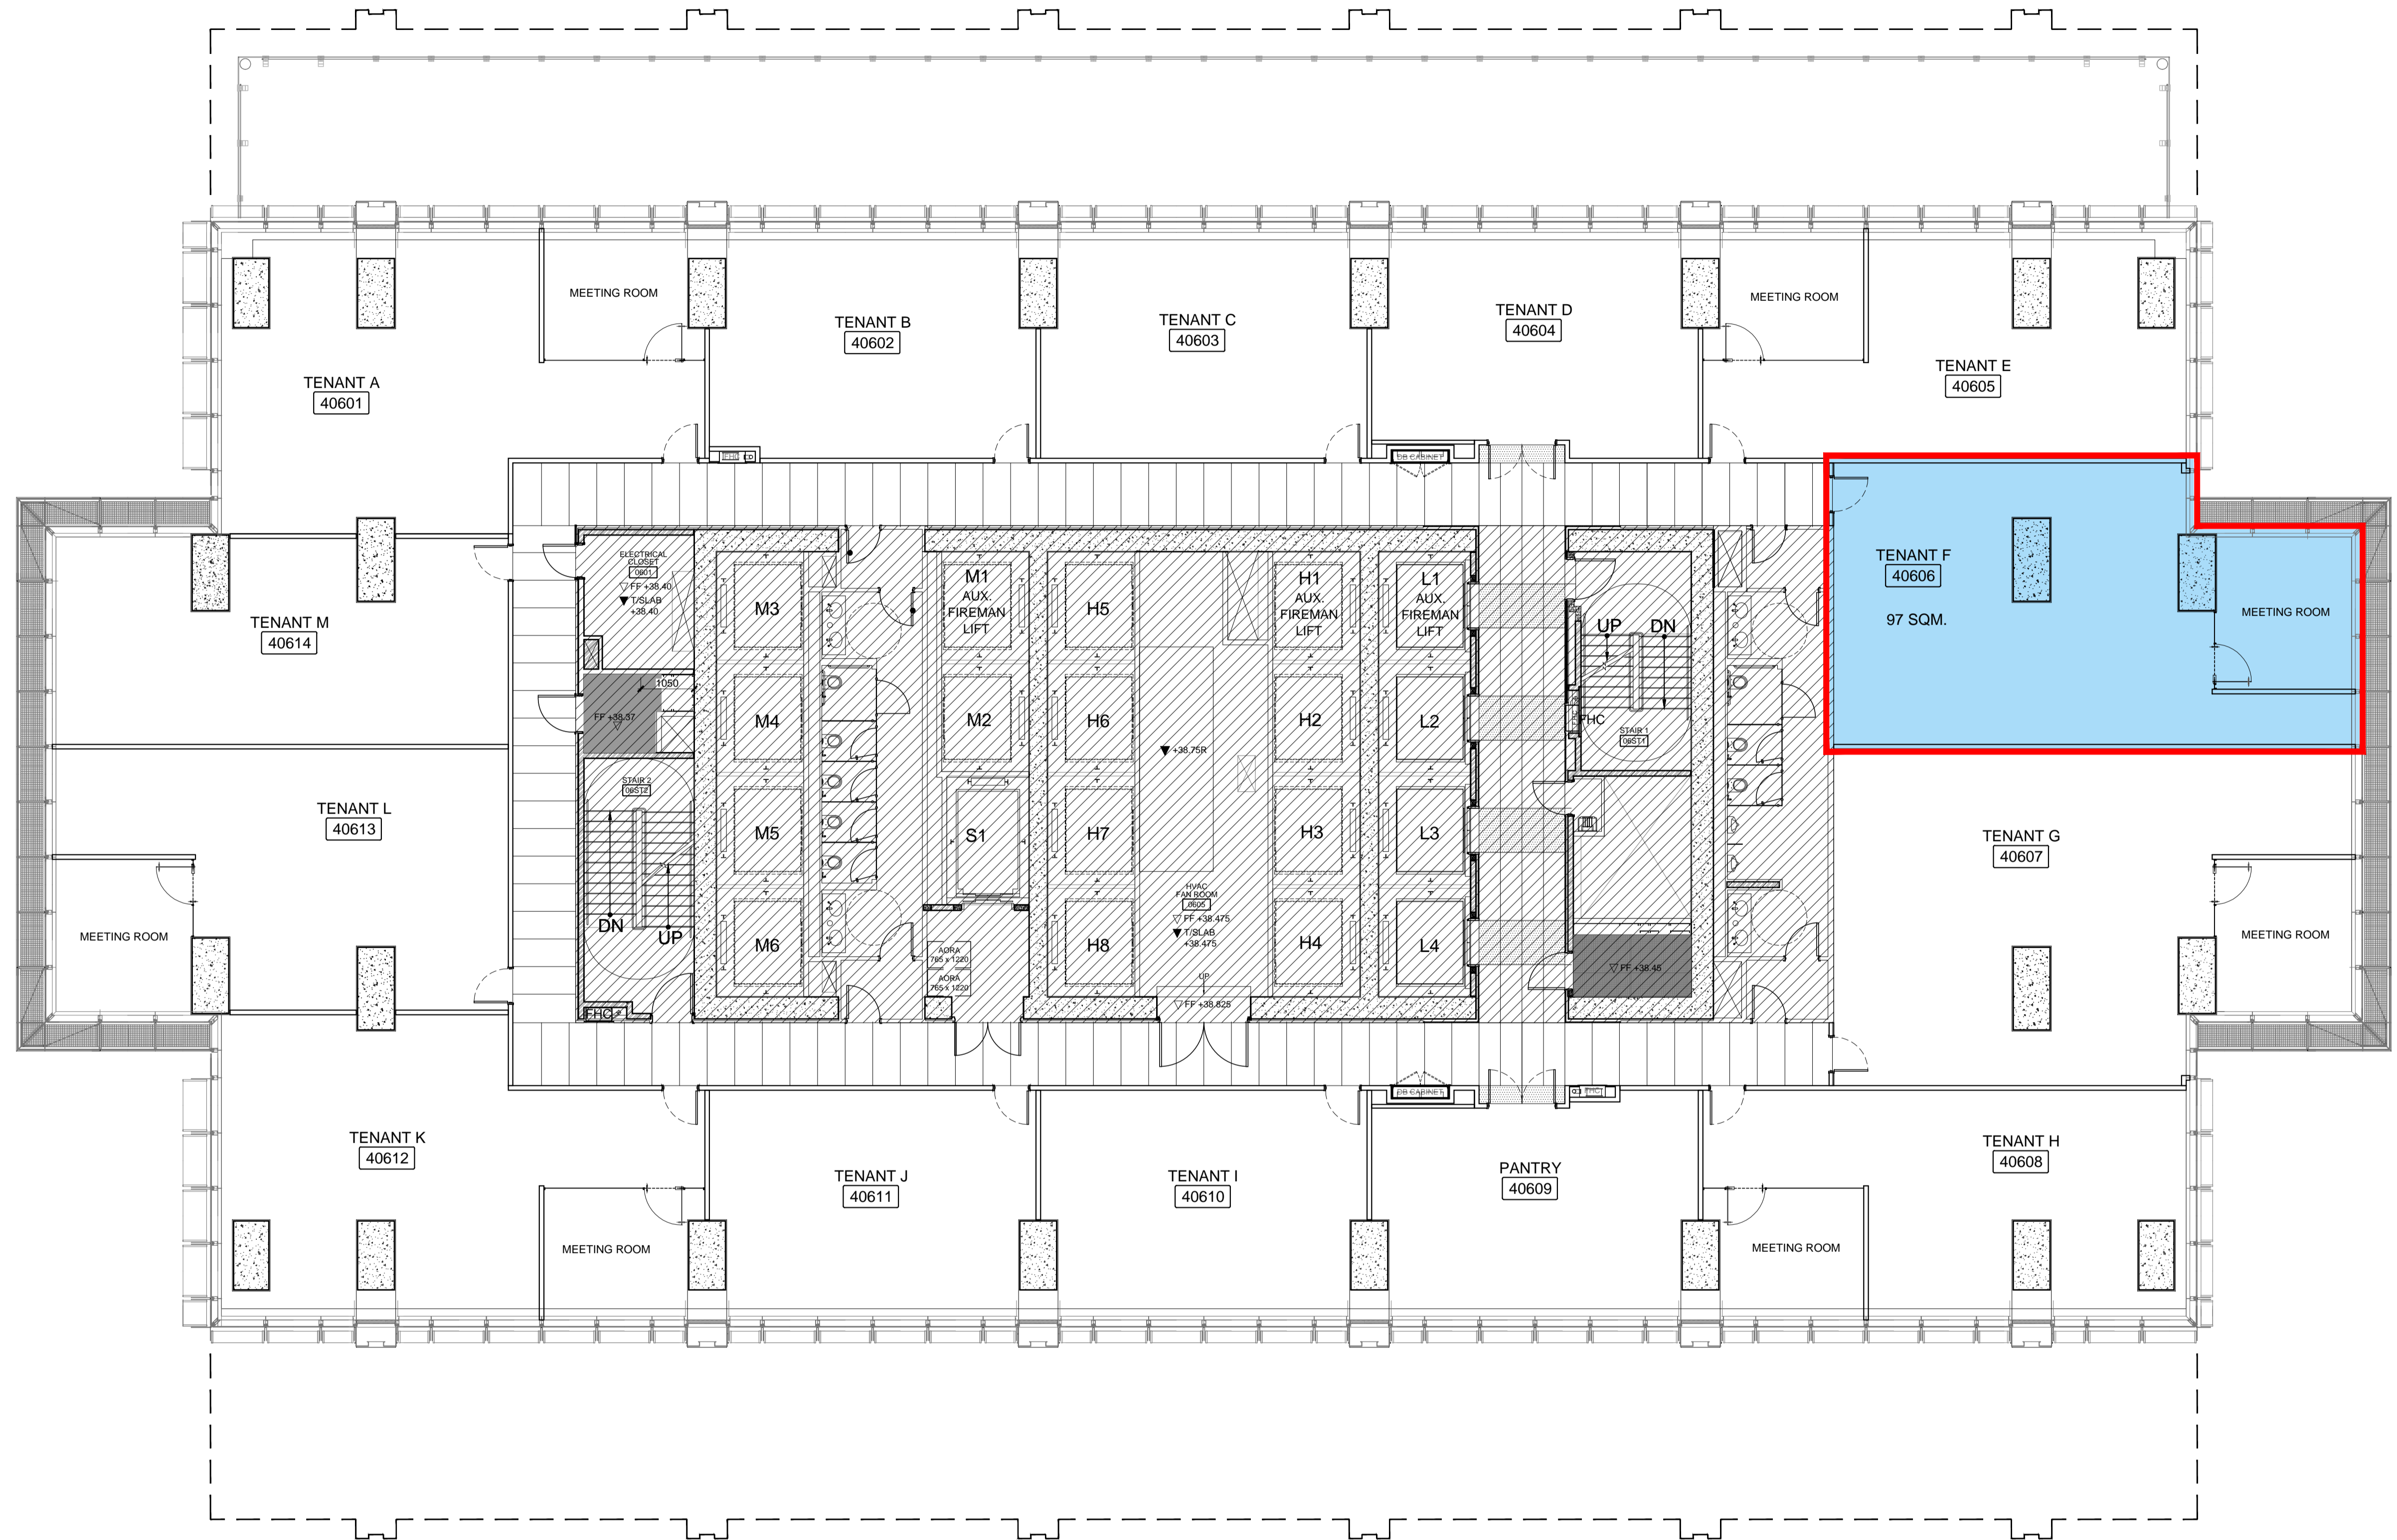 MEETING ROOM
MEETING ROOM
TENANT A
40601
TENANT B
40602
TENANT C
40603
TENANT D
40604
TENANT E
40605
FHC
DB CABINET
TENANT F
40606
97 SQM.
MEETING ROOM
TENANT M
40614
ELECTRICAL
CLOSET
0601
FF +38.40
T/SLAB
+38.40
1050
FF +38.37
STAIR 2
06ST2
DN
UP
FHC
M3
M4
M5
M6
M1
AUX.
FIREMAN
LIFT
M2
S1
AORA
765 x 1220
AORA
765 x 1220
H5
H6
H7
H8
+38.75R
HVAC
FAN ROOM
0605
FF +38.475
T/SLAB
+38.475
UP
FF +38.825
H1
AUX.
FIREMAN
LIFT
H2
H3
H4
L1
AUX.
FIREMAN
LIFT
L2
L3
L4
UP
DN
FHC
FHC
STAIR 1
06ST1
FF +38.45
TENANT L
40613
MEETING ROOM
TENANT G
40607
MEETING ROOM
DB CABINET
FHC
TENANT K
40612
MEETING ROOM
TENANT J
40611
TENANT I
40610
PANTRY
40609
TENANT H
40608
MEETING ROOM